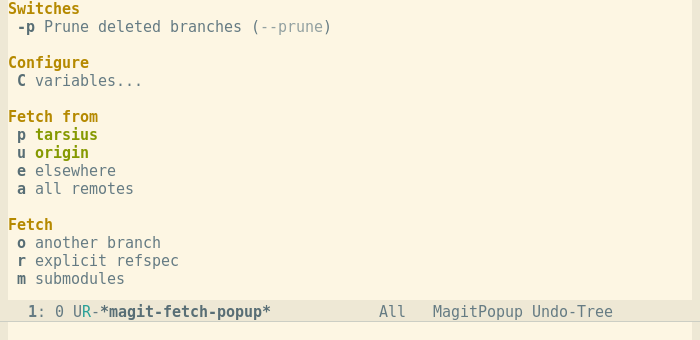 Switches
-p Prune deleted branches (--prune)
Configure
C variables...
Fetch from
p tarsius
u origin
e elsewhere
a all remotes
Fetch
o another branch
r explicit refspec
m submodules
1: 0 UR-*magit-fetch-popup* All MagitPopup Undo-Tree